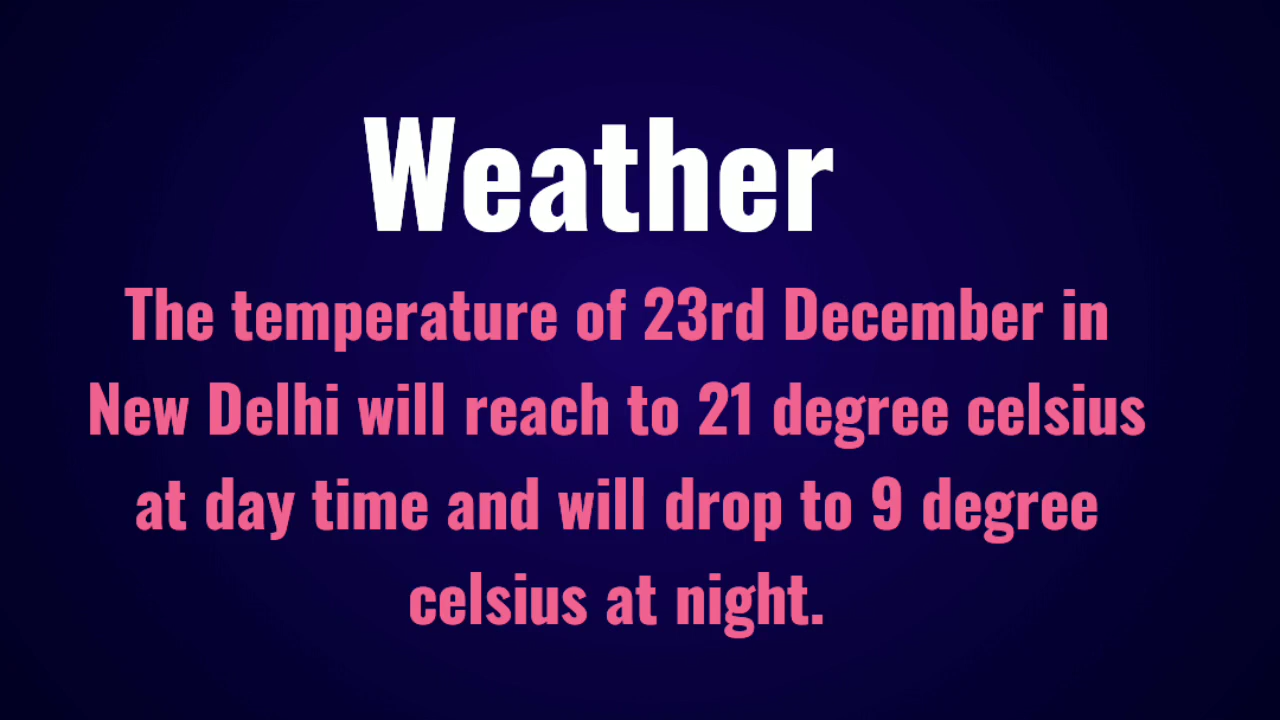 Weather
The temperature of 23rd December in
New Delhi will reach to 21 degree celsius
at day time and will drop to 9 degree
celsius at night.